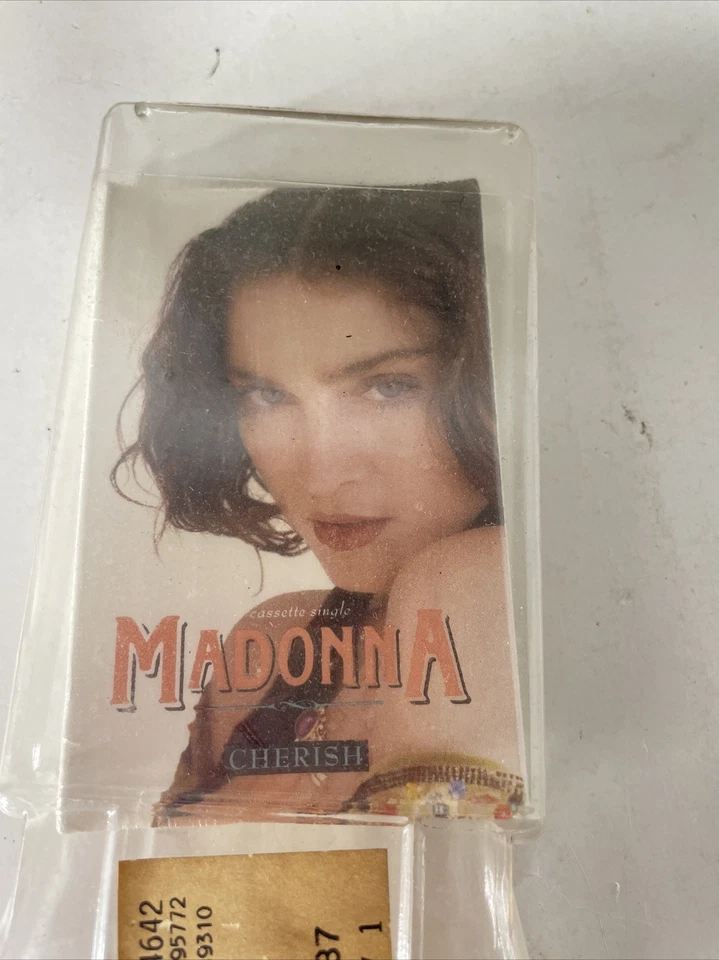 cassette single
MADONNA
CHERISH
4642
95772
9310
37
1